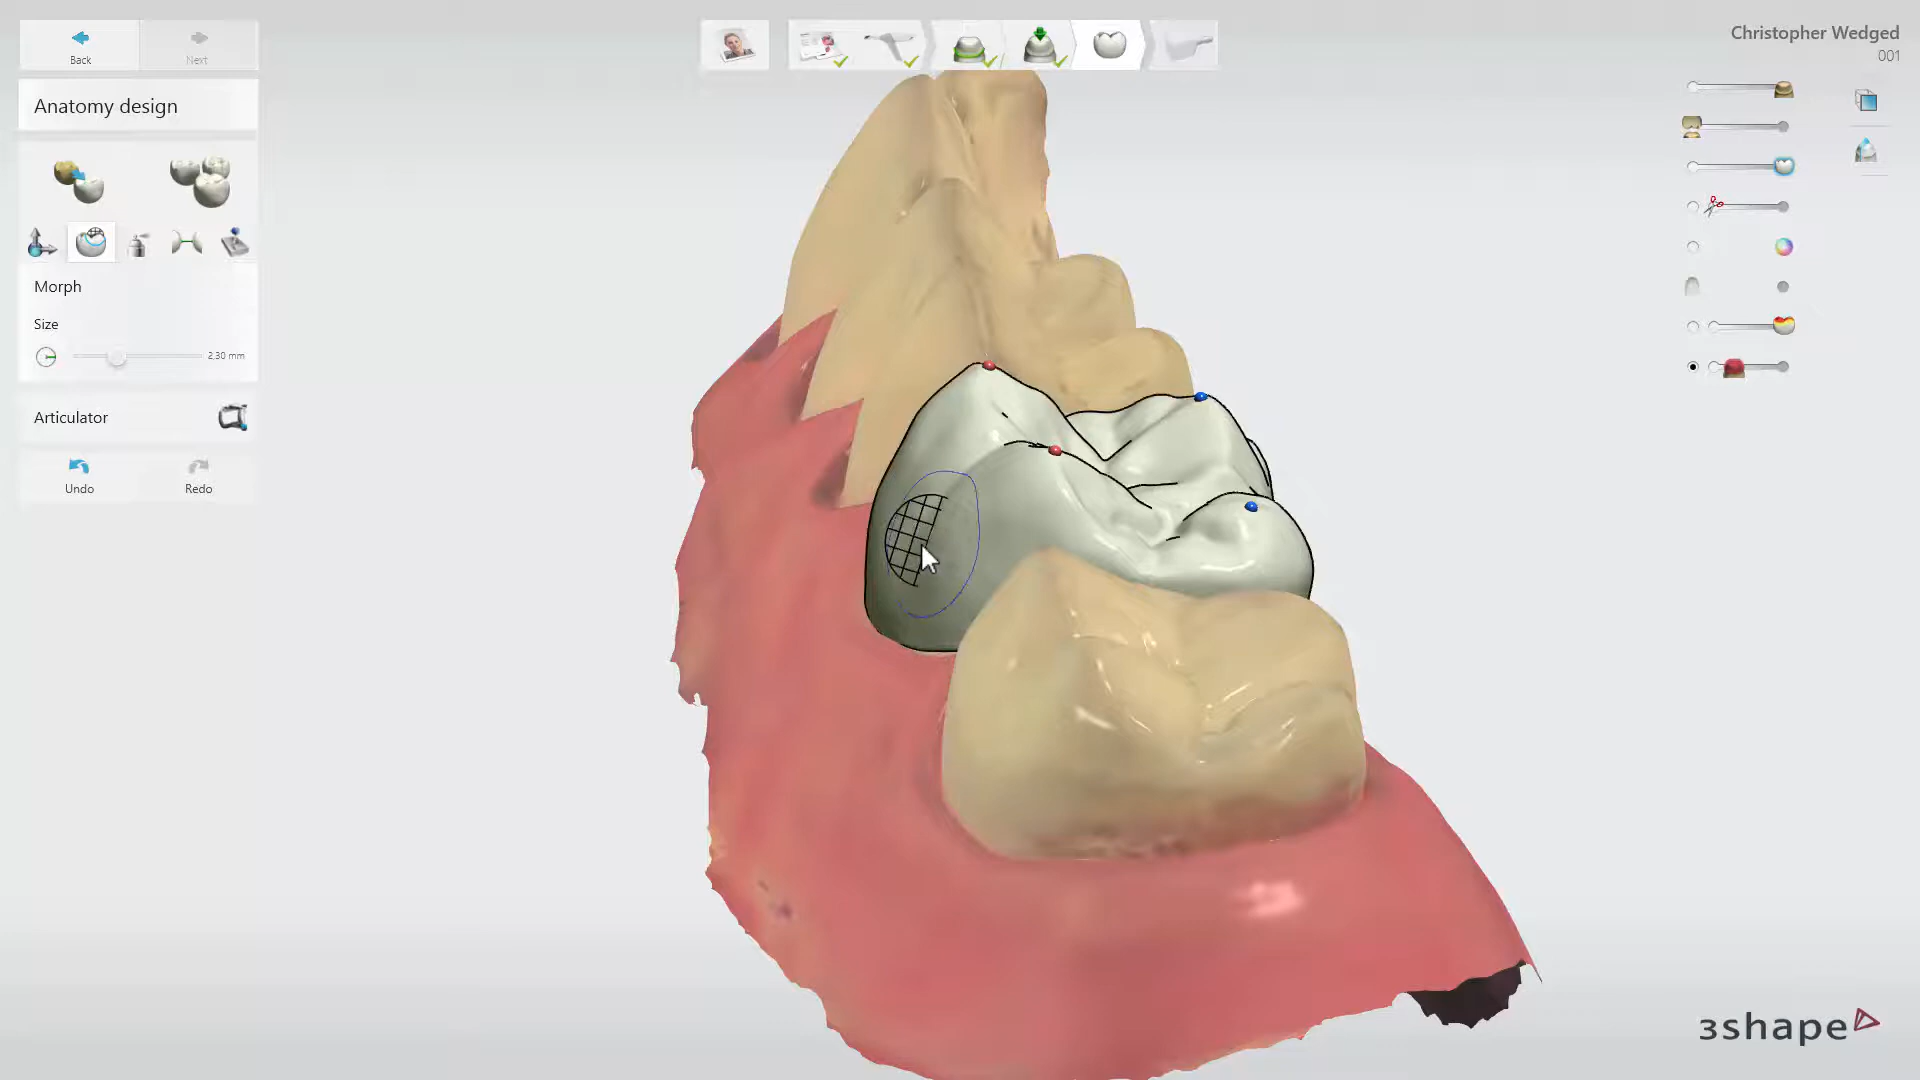 Back
Next
Christopher Wedged
001
Anatomy design
Morph
Size
2.30 mm
Articulator
Undo
Redo
3shape